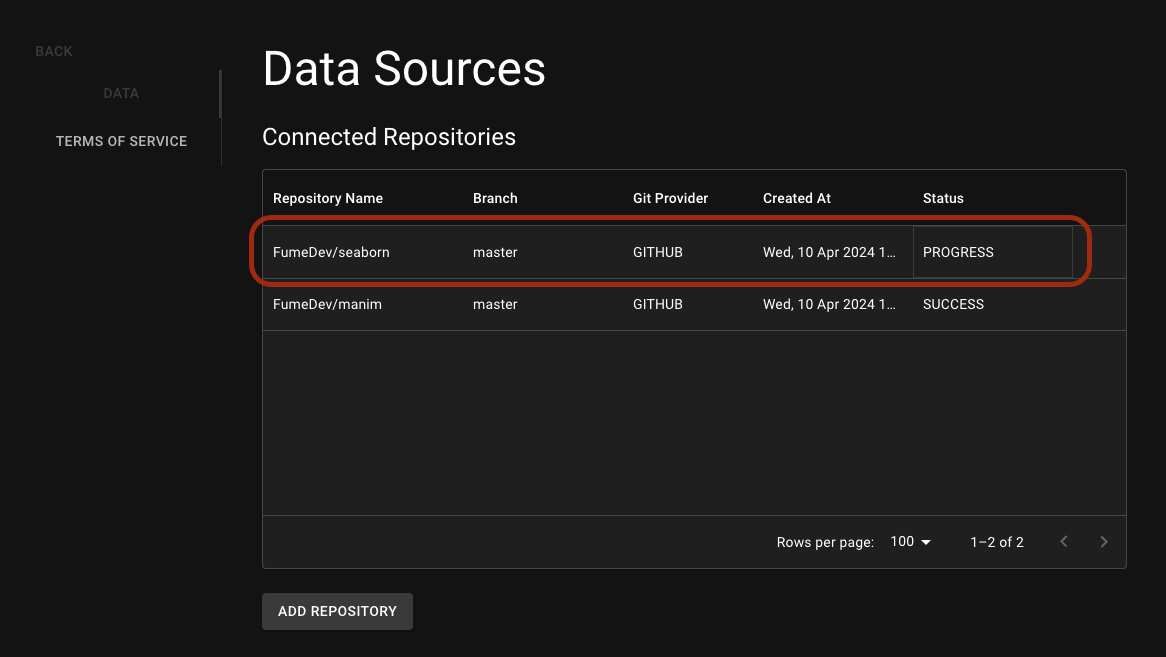 BACK
DATA
TERMS OF SERVICE
Data Sources
Connected Repositories
Repository Name Branch Git Provider Created At Status
FumeDev/seaborn master GITHUB Wed, 10 Apr 2024 1... PROGRESS
FumeDev/manim master GITHUB Wed, 10 Apr 2024 1... SUCCESS
Rows per page: 100 1–2 of 2
ADD REPOSITORY